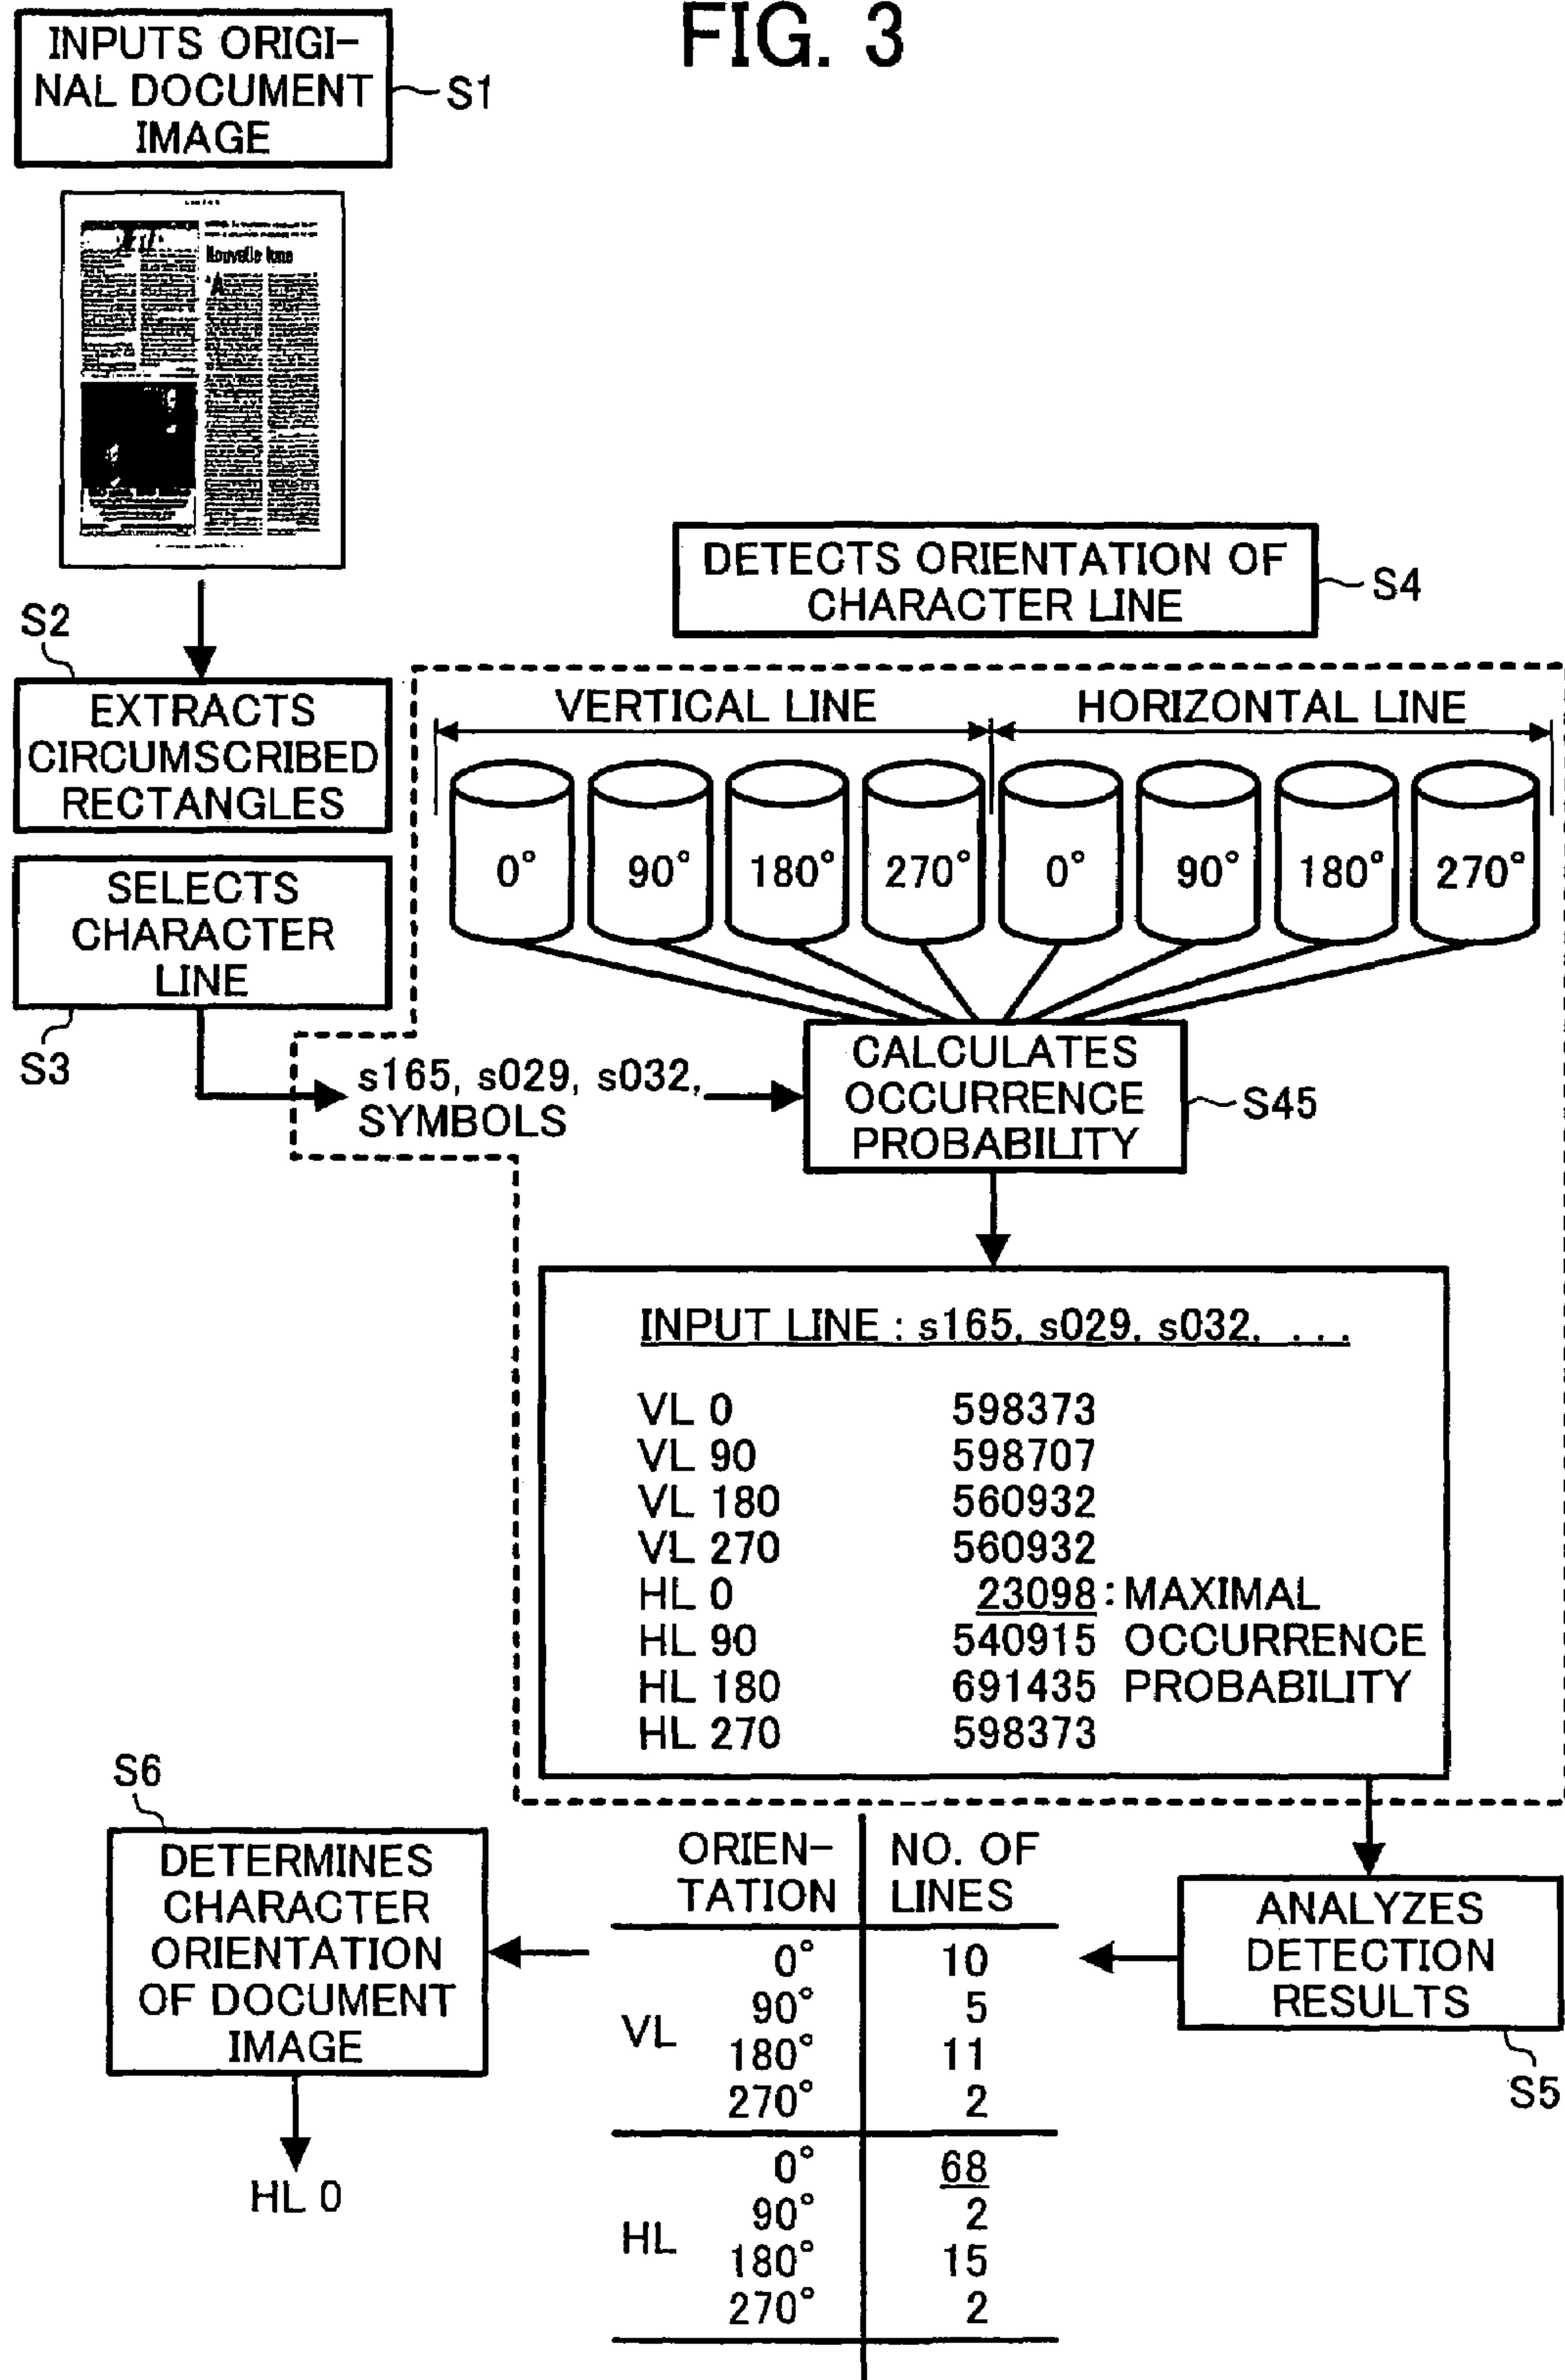 FIG. 3
INPUTS ORIGI-
NAL DOCUMENT
IMAGE
S1
Nouvelle
A
S2
EXTRACTS
CIRCUMSCRIBED
RECTANGLES
SELECTS
CHARACTER
LINE
S3
DETECTS ORIENTATION OF
CHARACTER LINE
S4
VERTICAL LINE
HORIZONTAL LINE
0° 90° 180° 270° 0° 90° 180° 270°
s165, s029, s032,
SYMBOLS
CALCULATES
OCCURRENCE
PROBABILITY
S45
INPUT LINE : s165, s029, s032, ...
VL 0 598373
VL 90 598707
VL 180 560932
VL 270 560932
HL 0 23098 : MAXIMAL
HL 90 540915 OCCURRENCE
HL 180 691435 PROBABILITY
HL 270 598373
ANALYZES
DETECTION
RESULTS
S5
ORIEN-
TATION
NO. OF
LINES
VL
0° 10
90° 5
180° 11
270° 2
HL
0° 68
90° 2
180° 15
270° 2
S6
DETERMINES
CHARACTER
ORIENTATION
OF DOCUMENT
IMAGE
HL 0